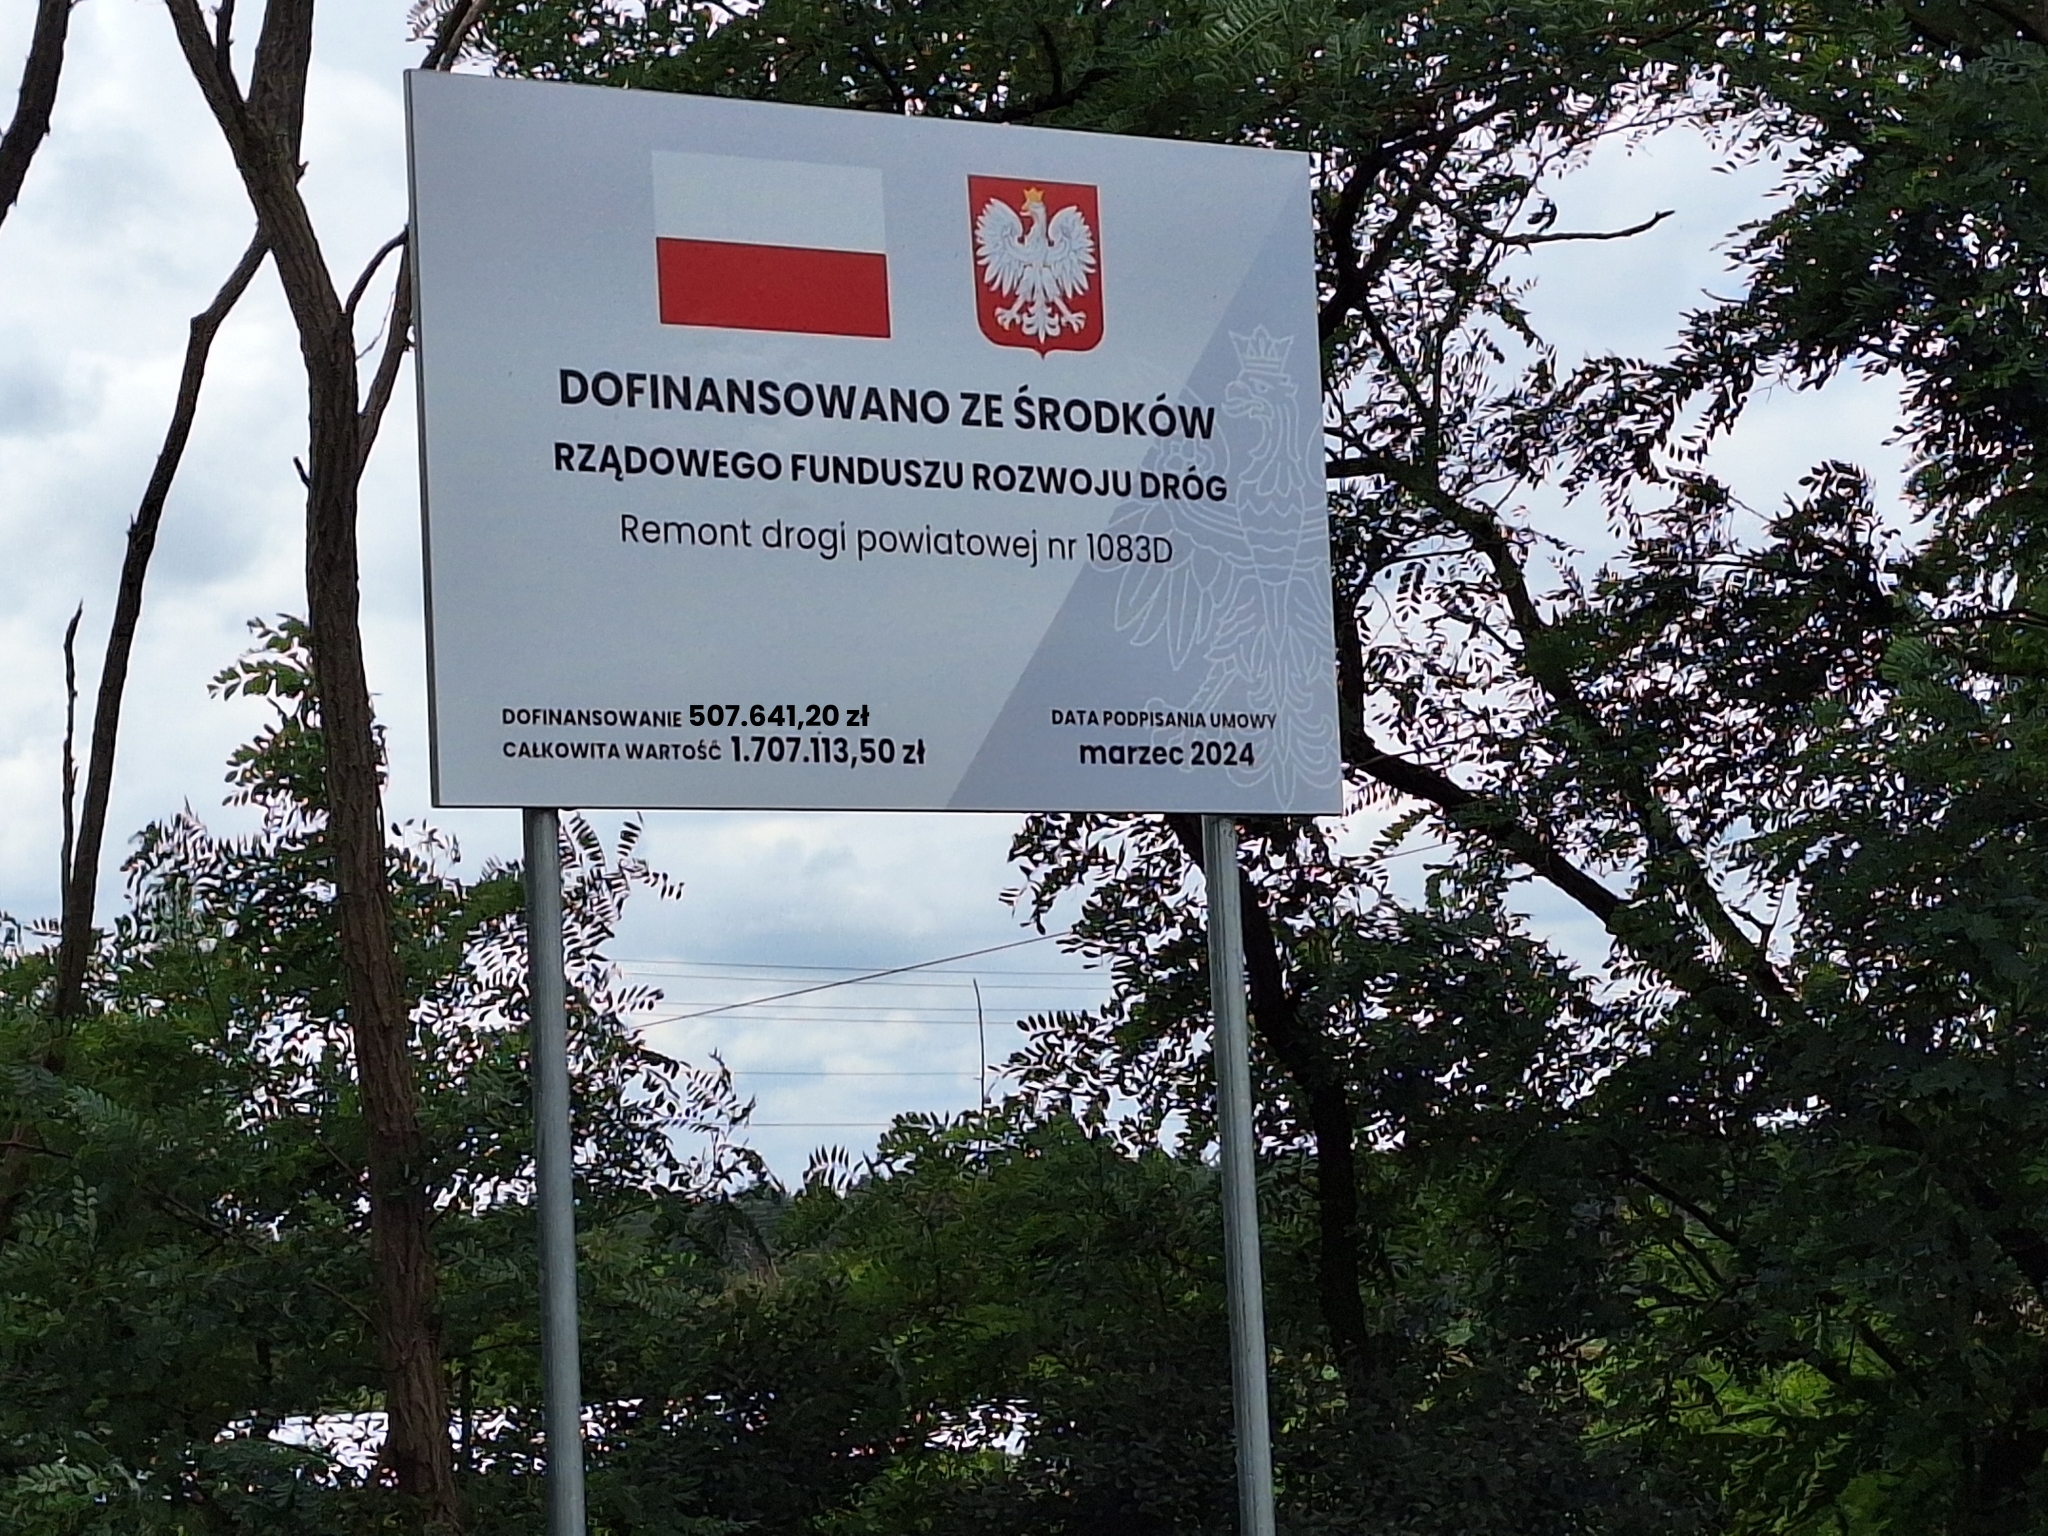 DOFINANSOWANO ZE ŚRODKÓW
RZĄDOWEGO FUNDUSZU ROZWOJU DRÓG
Remont drogi powiatowej nr 1083D
DOFINANSOWANIE 507.641,20 zł
CAŁKOWITA WARTOŚĆ 1.707.113,50 zł
DATA PODPISANIA UMOWY
marzec 2024